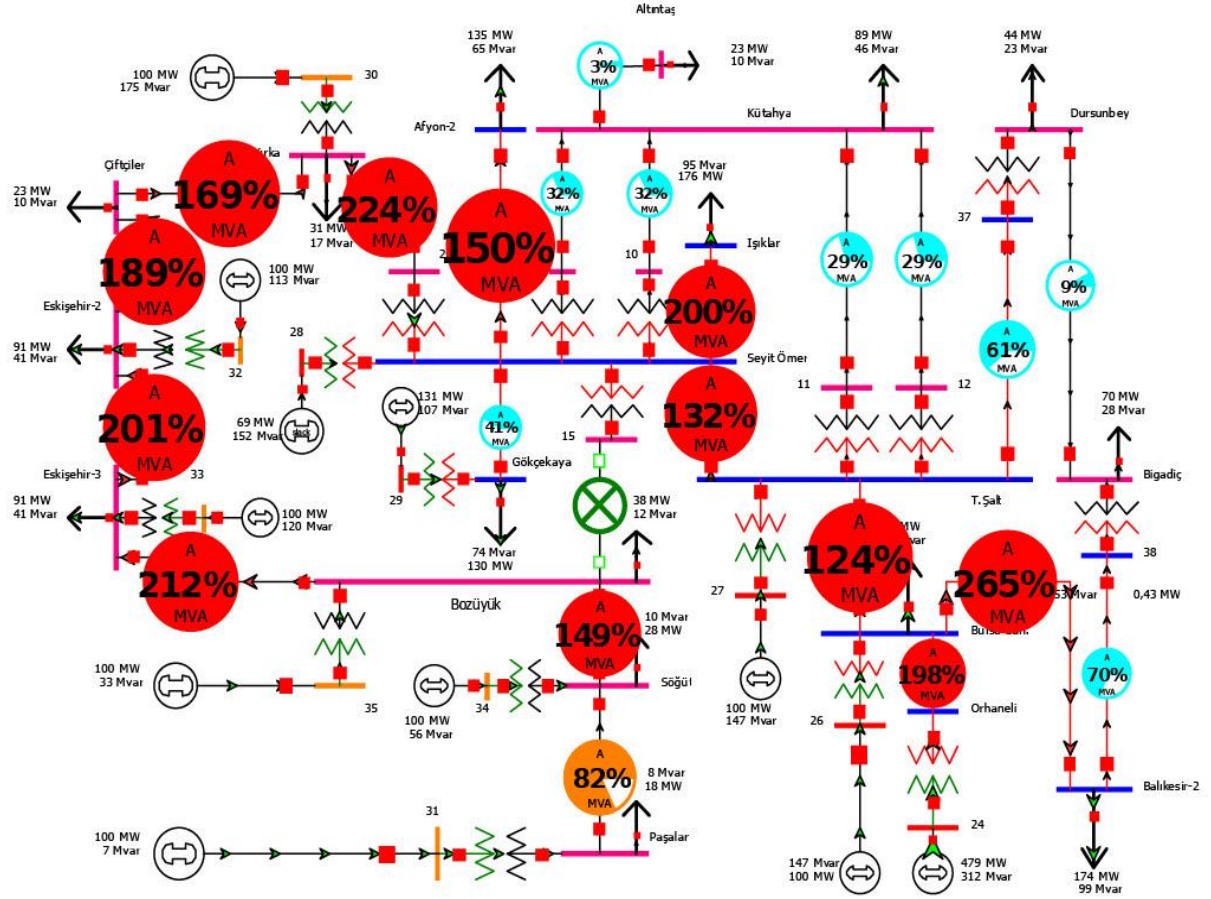 Altıntaş
135 MW
65 Mvar
89 MW
46 Mvar
44 MW
23 Mvar
A
3%
MVA
23 MW
10 Mvar
100 MW
175 Mvar
30
Afyon-2
Kütahya
Dursunbey
Çiftçiler
A
169%
MVA
A
224%
MVA
95 Mvar
176 MW
23 MW
10 Mvar
A
32%
MVA
A
32%
MVA
31 MW
17 Mvar
37
A
150%
MVA
Işıklar
A
189%
MVA
100 MW
113 Mvar
10
A
29%
MVA
A
29%
MVA
A
9%
MVA
Eskişehir-2
A
200%
MVA
28
A
61%
MVA
91 MW
41 Mvar
32
Seyit Ömer
11
12
A
201%
MVA
69 MW
152 Mvar
slack
131 MW
107 Mvar
A
41%
MVA
15
A
132%
MVA
70 MW
28 Mvar
Eskişehir-3
33
29
Gökçekaya
Bigadiç
91 MW
41 Mvar
100 MW
120 Mvar
38 MW
12 Mvar
T.Şalt
A
124%
MVA
A
265%
MVA
38
74 Mvar
130 MW
A
212%
MVA
27
53 Mvar
0,43 MW
Bozüyük
10 Mvar
28 MW
A
149%
MVA
A
198%
MVA
A
70%
MVA
100 MW
33 Mvar
35
100 MW
56 Mvar
34
Söğüt
100 MW
147 Mvar
26
Orhaneli
A
82%
MVA
8 Mvar
18 MW
Balıkesir-2
31
24
100 MW
7 Mvar
Paşalar
147 Mvar
100 MW
479 MW
312 Mvar
174 MW
99 Mvar